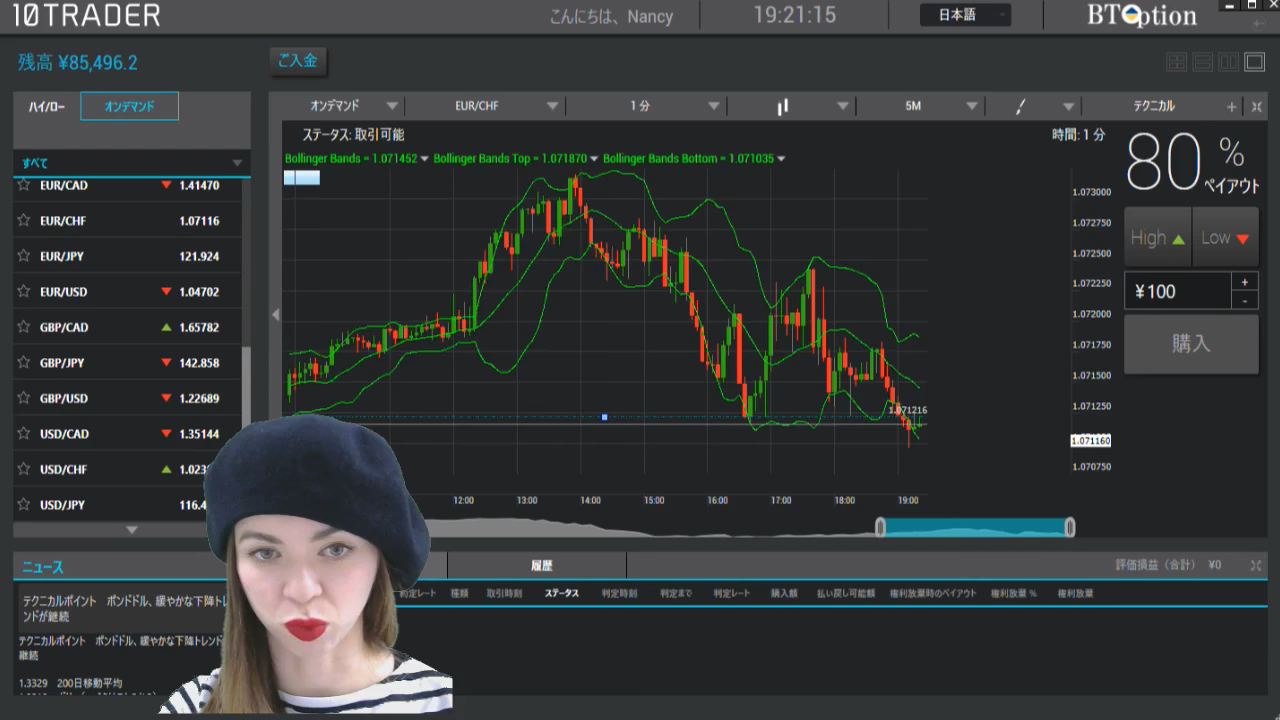 10TRADER
こんにちは、Nancy
19:21:15
日本語
BTOption
残高 ¥85,496.2
ご入金
ハイ/ロー
オンデマンド
オンデマンド
EUR/CHF
1 分
5M
テクニカル
ステータス: 取引可能
時間: 1 分
Bollinger Bands = 1.071452
Bollinger Bands Top = 1.071870
Bollinger Bands Bottom = 1.071035
すべて
EUR/CAD 1.41470
EUR/CHF 1.07116
EUR/JPY 121.924
EUR/USD 1.04702
GBP/CAD 1.65782
GBP/JPY 142.858
GBP/USD 1.22689
USD/CAD 1.35144
USD/CHF 1.023
USD/JPY 116.4
1.073000
1.072750
1.072500
1.072250
1.072000
1.071750
1.071500
1.071250
1.071216
1.071160
1.070750
12:00 13:00 14:00 15:00 16:00 17:00 18:00 19:00
80 %
ペイアウト
High Low
¥100
+
-
購入
ニュース
履歴
評価損益（合計） ¥0
約定レート 種類 取引時刻 ステータス 判定時刻 判定まで 判定レート 購入額 払い戻し可能額 権利放棄時のペイアウト 権利放棄 % 権利放棄
テクニカルポイント ポンドドル、緩やかな下降トレ
ンドが継続
テクニカルポイント ポンドドル、緩やかな下降トレンド
継続
1.3329 200日移動平均